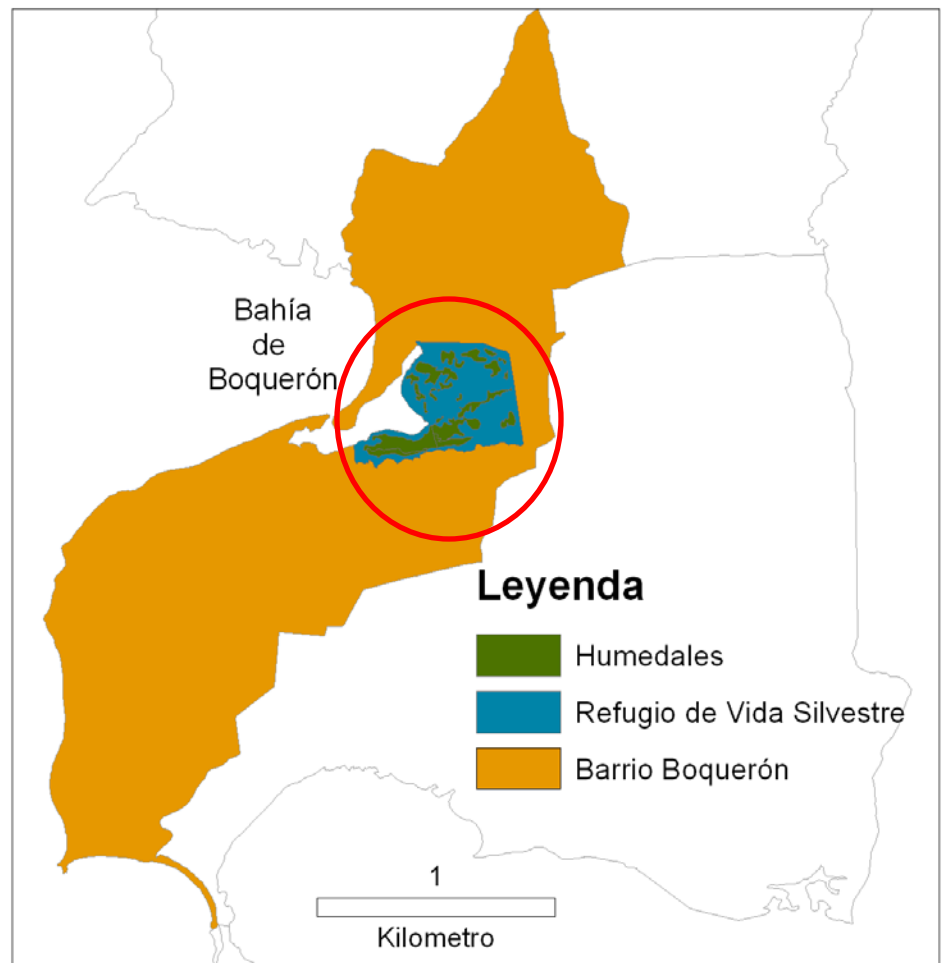 Bahía
de
Boquerón
Leyenda
Humedales
Refugio de Vida Silvestre
Barrio Boquerón
1
Kilometro